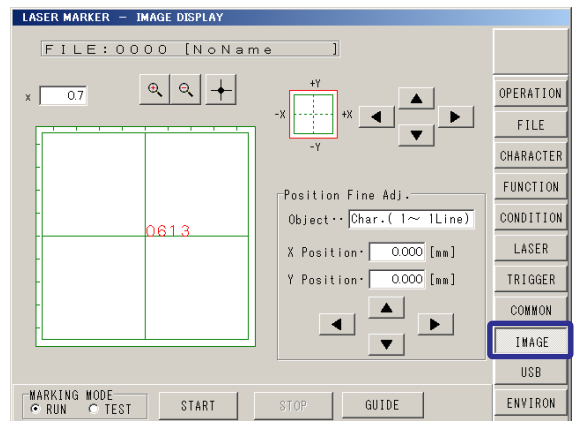 LASER MARKER － IMAGE DISPLAY
FILE:0000 [NoName ]
x 0.7
+Y
-X +X
-Y
0613
Position Fine Adj.
Object·· Char.( 1～ 1Line)
X Position· 0.000 [mm]
Y Position· 0.000 [mm]
OPERATION
FILE
CHARACTER
FUNCTION
CONDITION
LASER
TRIGGER
COMMON
IMAGE
USB
ENVIRON
MARKING MODE
RUN TEST START STOP GUIDE